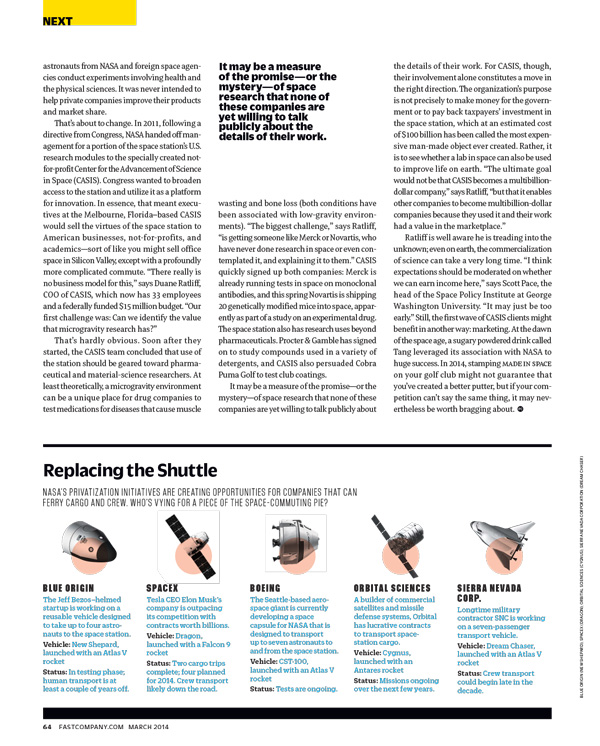 NEXT
astronauts from NASA and foreign space agen-
cies conduct experiments involving health and
the physical sciences. It was never intended to
help private companies improve their products
and market share.
That's about to change. In 2011, following a
directive from Congress, NASA handed off man-
agement for a portion of the space station's U.S.
research modules to the specially created not-
for-profit Center for the Advancement of Science
in Space (CASIS). Congress wanted to broaden
access to the station and utilize it as a platform
for innovation. In essence, that meant execu-
tives at the Melbourne, Florida–based CASIS
would sell the virtues of the space station to
American businesses, not-for-profits, and
academics—sort of like you might sell office
space in Silicon Valley, except with a profoundly
more complicated commute. "There really is
no business model for this," says Duane Ratliff,
COO of CASIS, which now has 33 employees
and a federally funded $15 million budget. "Our
first challenge was: Can we identify the value
that microgravity research has?"
That's hardly obvious. Soon after they
started, the CASIS team concluded that use of
the station should be geared toward pharma-
ceutical and material-science researchers. At
least theoretically, a microgravity environment
can be a unique place for drug companies to
test medications for diseases that cause muscle
It may be a measure
of the promise—or the
mystery—of space
research that none of
these companies are
yet willing to talk
publicly about the
details of their work.
wasting and bone loss (both conditions have
been associated with low-gravity environ-
ments). "The biggest challenge," says Ratliff,
"is getting someone like Merck or Novartis, who
have never done research in space or even con-
templated it, and explaining it to them." CASIS
quickly signed up both companies: Merck is
already running tests in space on monoclonal
antibodies, and this spring Novartis is shipping
20 genetically modified mice into space, appar-
ently as part of a study on an experimental drug.
The space station also has research uses beyond
pharmaceuticals. Procter & Gamble has signed
on to study compounds used in a variety of
detergents, and CASIS also persuaded Cobra
Puma Golf to test club coatings.
It may be a measure of the promise—or the
mystery—of space research that none of these
companies are yet willing to talk publicly about
the details of their work. For CASIS, though,
their involvement alone constitutes a move in
the right direction. The organization's purpose
is not precisely to make money for the govern-
ment or to pay back taxpayers' investment in
the space station, which at an estimated cost
of $100 billion has been called the most expen-
sive man-made object ever created. Rather, it
is to see whether a lab in space can also be used
to improve life on earth. "The ultimate goal
would not be that CASIS becomes a multibillion-
dollar company," says Ratliff, "but that it enables
other companies to become multibillion-dollar
companies because they used it and their work
had a value in the marketplace."
Ratliff is well aware he is treading into the
unknown; even on earth, the commercialization
of science can take a very long time. "I think
expectations should be moderated on whether
we can earn income here," says Scott Pace, the
head of the Space Policy Institute at George
Washington University. "It may just be too
early." Still, the first wave of CASIS clients might
benefit in another way: marketing. At the dawn
of the space age, a sugary powdered drink called
Tang leveraged its association with NASA to
huge success. In 2014, stamping MADE IN SPACE
on your golf club might not guarantee that
you've created a better putter, but if your com-
petition can't say the same thing, it may nev-
ertheless be worth bragging about.
Replacing the Shuttle
NASA'S PRIVATIZATION INITIATIVES ARE CREATING OPPORTUNITIES FOR COMPANIES THAT CAN
FERRY CARGO AND CREW. WHO'S VYING FOR A PIECE OF THE SPACE-COMMUTING PIE?
BLUE ORIGIN
The Jeff Bezos–helmed
startup is working on a
reusable vehicle designed
to take up to four astro-
nauts to the space station.
Vehicle: New Shepard,
launched with an Atlas V
rocket
Status: In testing phase;
human transport is at
least a couple of years off.
SPACEX
Tesla CEO Elon Musk's
company is outpacing
its competition with
contracts worth billions.
Vehicle: Dragon,
launched with a Falcon 9
rocket
Status: Two cargo trips
complete; four planned
for 2014. Crew transport
likely down the road.
BOEING
The Seattle-based aero-
space giant is currently
developing a space
capsule for NASA that is
designed to transport
up to seven astronauts to
and from the space station.
Vehicle: CST-100,
launched with an Atlas V
rocket
Status: Tests are ongoing.
ORBITAL SCIENCES
A builder of commercial
satellites and missile
defense systems, Orbital
has lucrative contracts
to transport space-
station cargo.
Vehicle: Cygnus,
launched with an
Antares rocket
Status: Missions ongoing
over the next few years.
SIERRA NEVADA
CORP.
Longtime military
contractor SNC is working
on a seven-passenger
transport vehicle.
Vehicle: Dream Chaser,
launched with an Atlas V
rocket
Status: Crew transport
could begin late in the
decade.
64 FASTCOMPANY.COM MARCH 2014